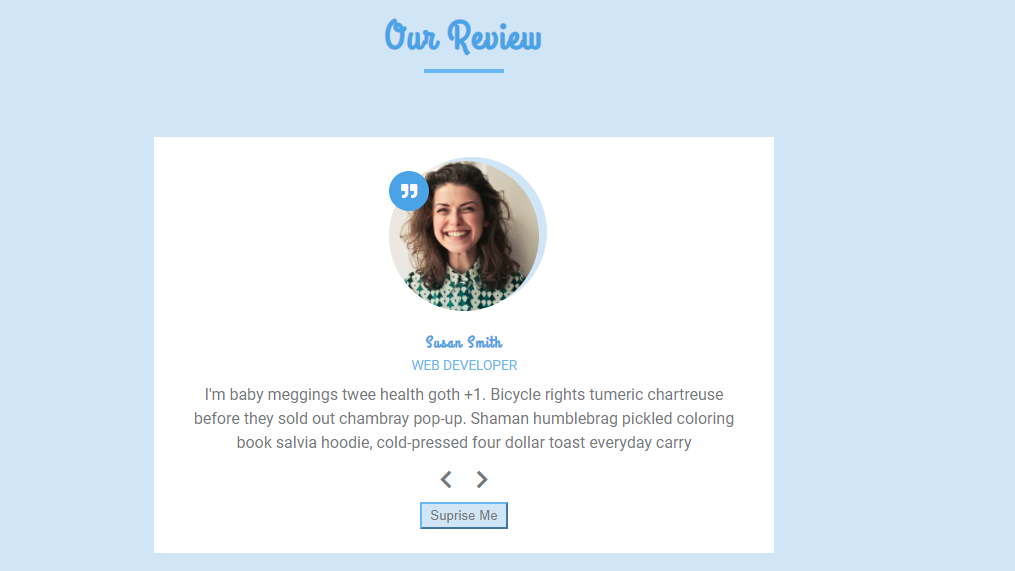 Our Review
Susan Smith
WEB DEVELOPER
I'm baby meggings twee health goth +1. Bicycle rights tumeric chartreuse
before they sold out chambray pop-up. Shaman humblebrag pickled coloring
book salvia hoodie, cold-pressed four dollar toast everyday carry
Suprise Me